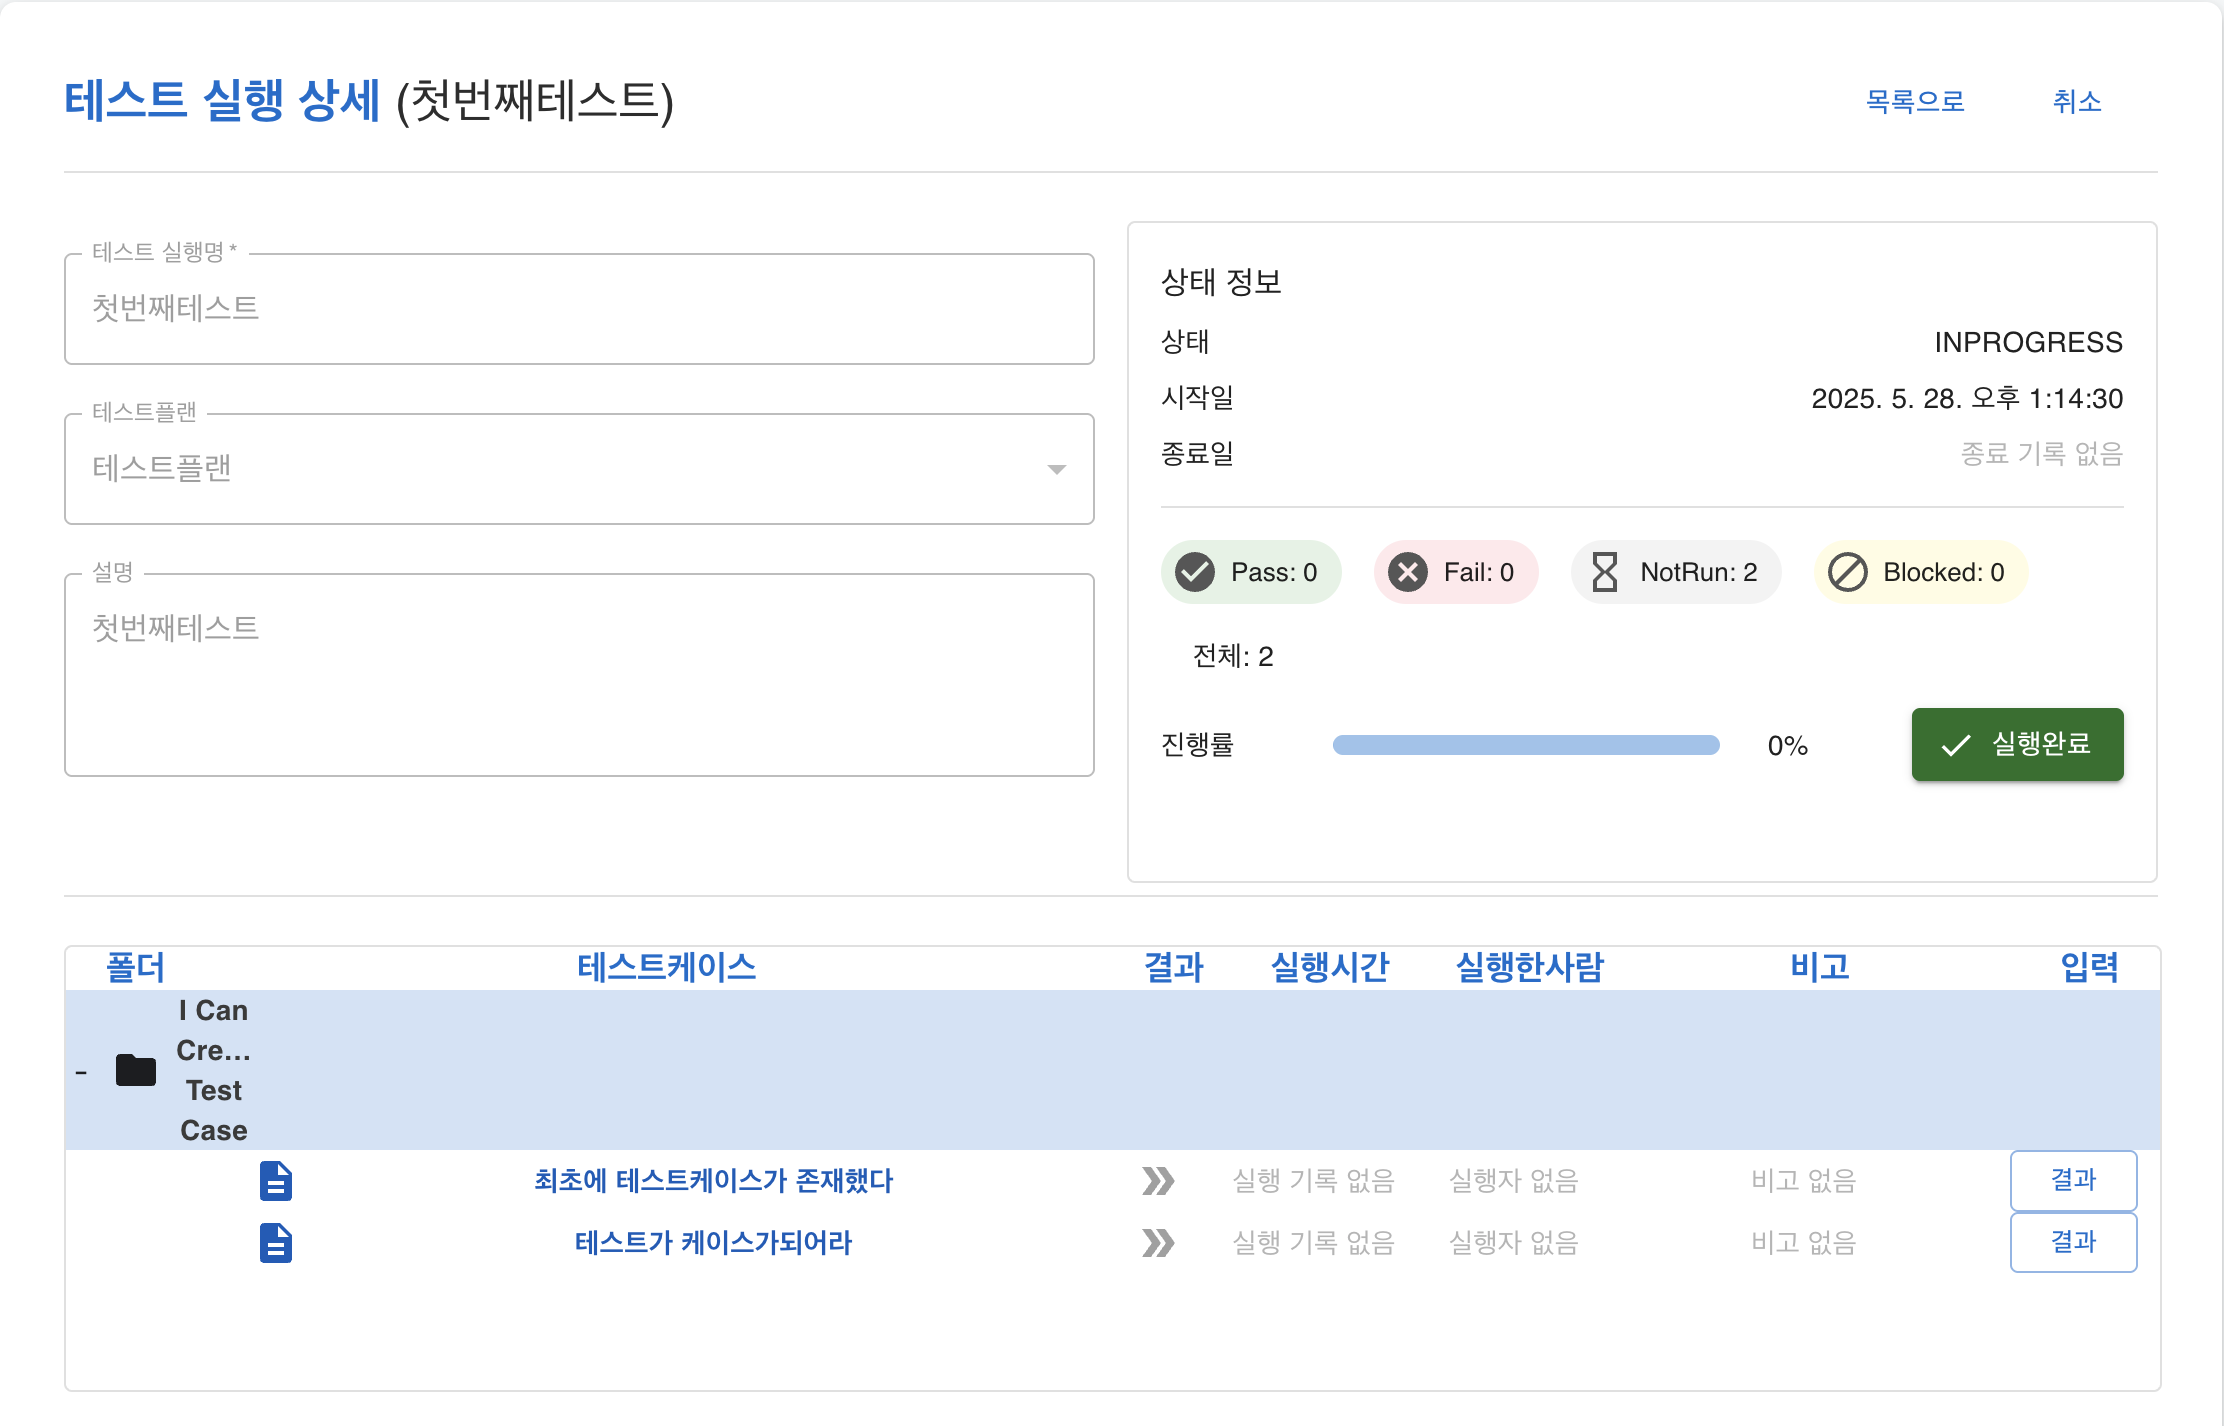 테스트 실행 상세 (첫번째테스트)
목록으로 취소
테스트 실행명 *
첫번째테스트
테스트플랜
테스트플랜
설명
첫번째테스트
상태 정보
상태 INPROGRESS
시작일 2025. 5. 28. 오후 1:14:30
종료일 종료 기록 없음
Pass: 0 Fail: 0 NotRun: 2 Blocked: 0
전체: 2
진행률 0% 실행완료
폴더 테스트케이스 결과 실행시간 실행한사람 비고 입력
I Can
Cre...
- Test
Case
최초에 테스트케이스가 존재했다 실행 기록 없음 실행자 없음 비고 없음 결과
테스트가 케이스가되어라 실행 기록 없음 실행자 없음 비고 없음 결과